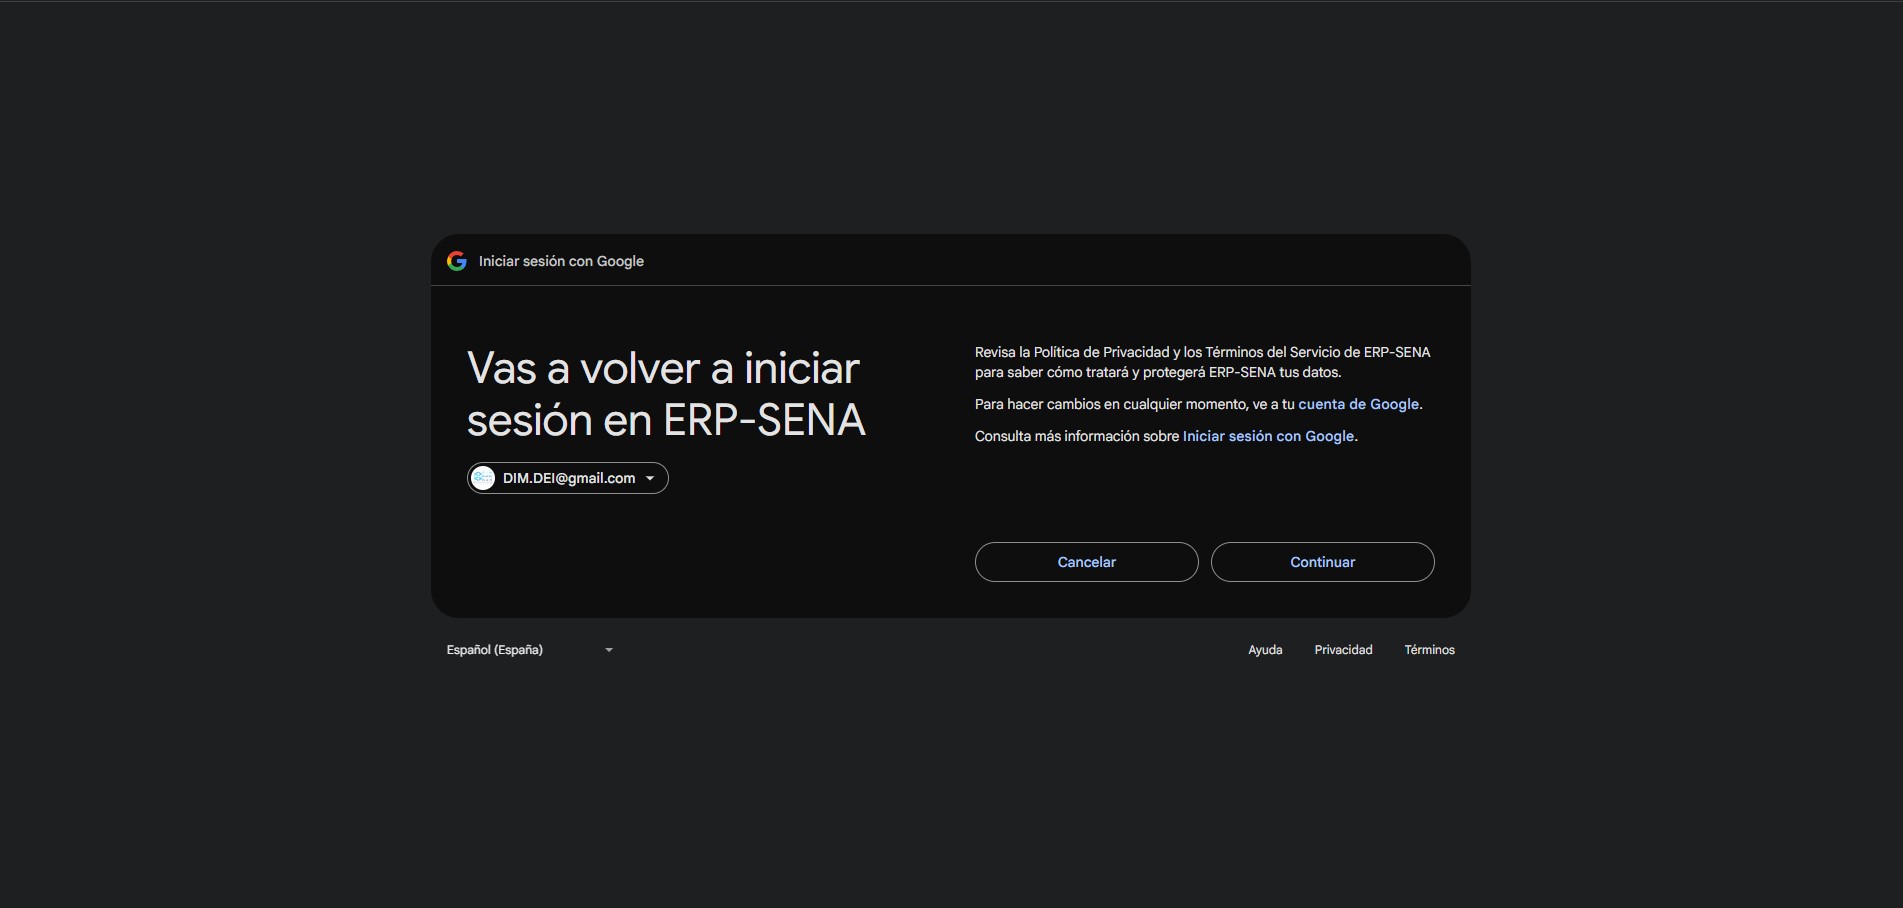 Iniciar sesión con Google
Vas a volver a iniciar
sesión en ERP-SENA
DIM.DEI@gmail.com
Revisa la Política de Privacidad y los Términos del Servicio de ERP-SENA
para saber cómo tratará y protegerá ERP-SENA tus datos.
Para hacer cambios en cualquier momento, ve a tu cuenta de Google.
Consulta más información sobre Iniciar sesión con Google.
Cancelar
Continuar
Español (España)
Ayuda
Privacidad
Términos